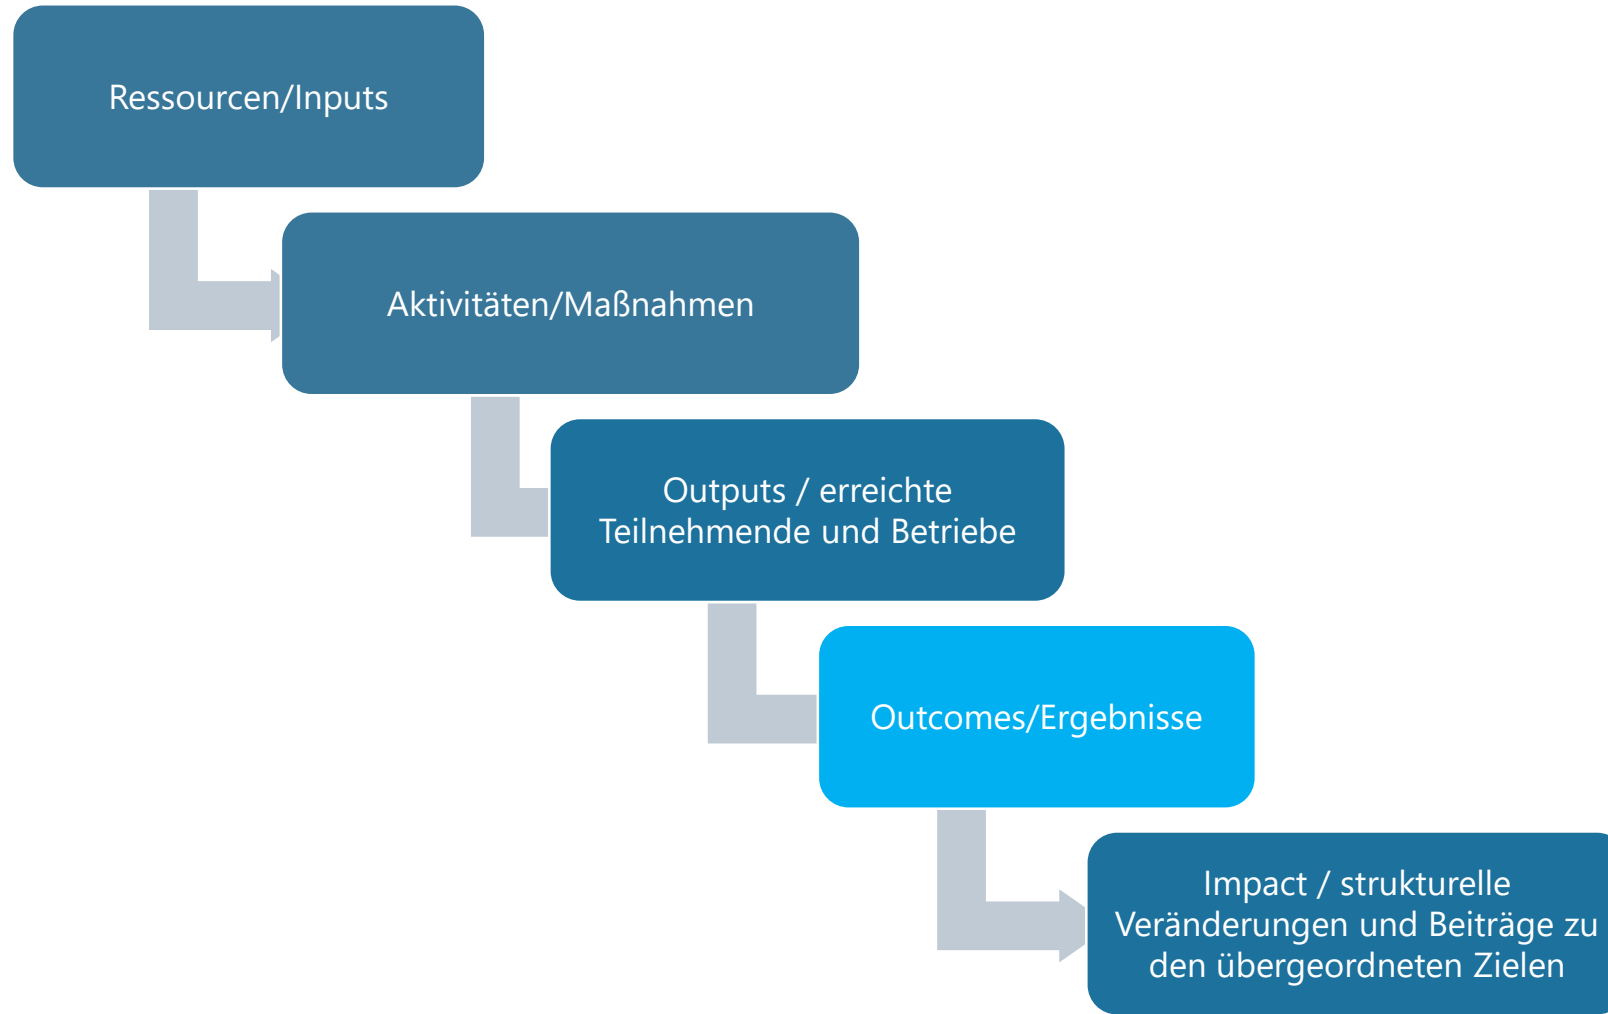 Ressourcen/Inputs
Aktivitäten/Maßnahmen
Outputs / erreichte
Teilnehmende und Betriebe
Outcomes/Ergebnisse
Impact / strukturelle
Veränderungen und Beiträge zu
den übergeordneten Zielen